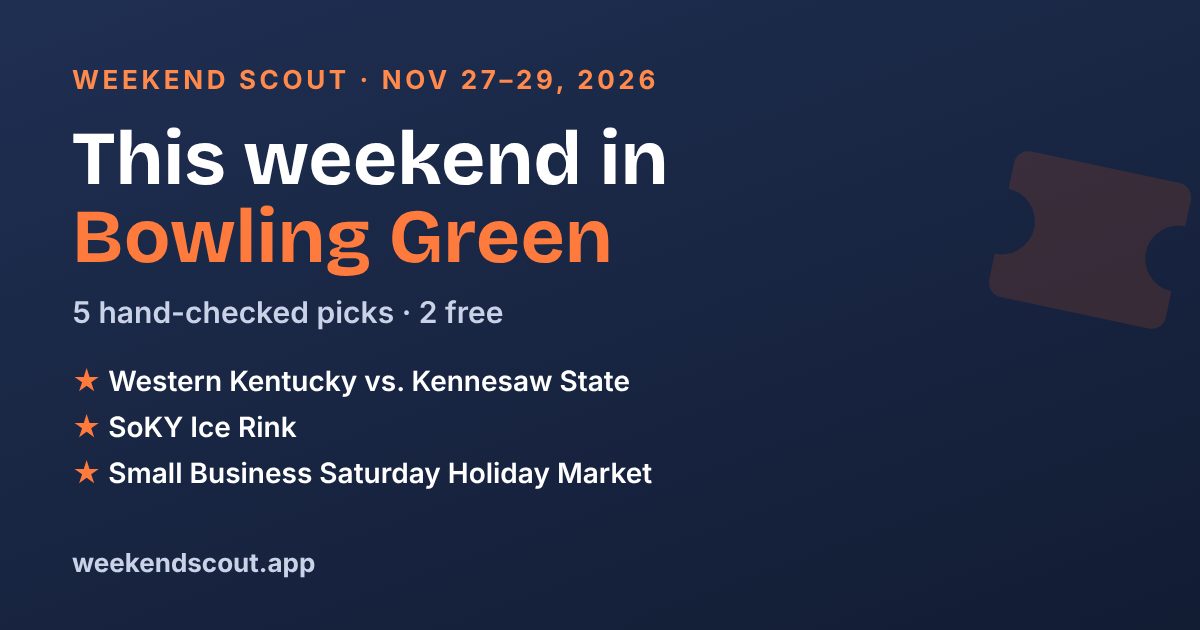 WEEKEND SCOUT · NOV 27–29, 2026
This weekend in
Bowling Green
5 hand-checked picks · 2 free
★ Western Kentucky vs. Kennesaw State
★ SoKY Ice Rink
★ Small Business Saturday Holiday Market
weekendscout.app